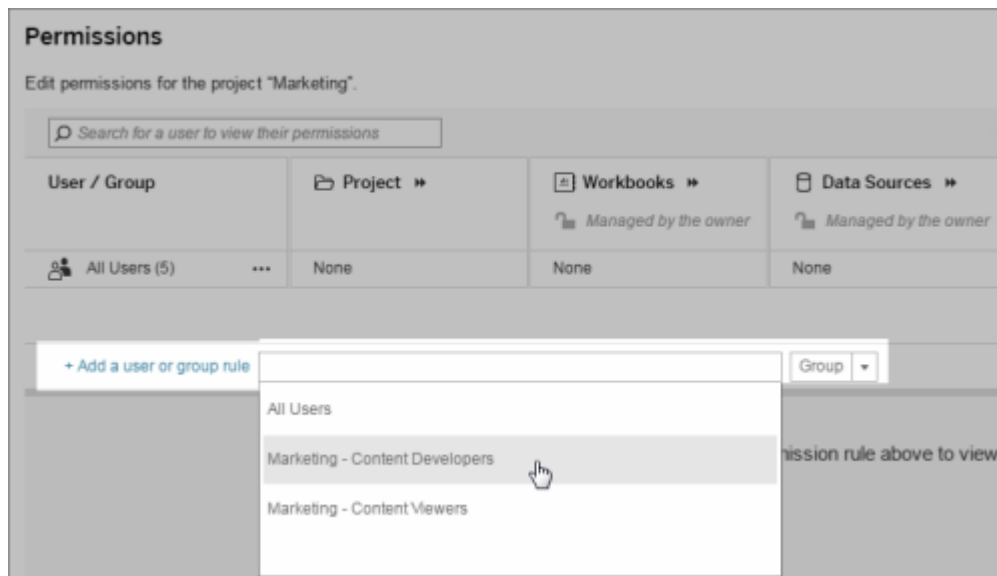 Permissions
Edit permissions for the project "Marketing".
Search for a user to view their permissions
User / Group Project Workbooks Data Sources
Managed by the owner Managed by the owner
All Users (5) ... None None None
+ Add a user or group rule Group
All Users
Marketing - Content Developers
mission rule above to view
Marketing - Content Viewers